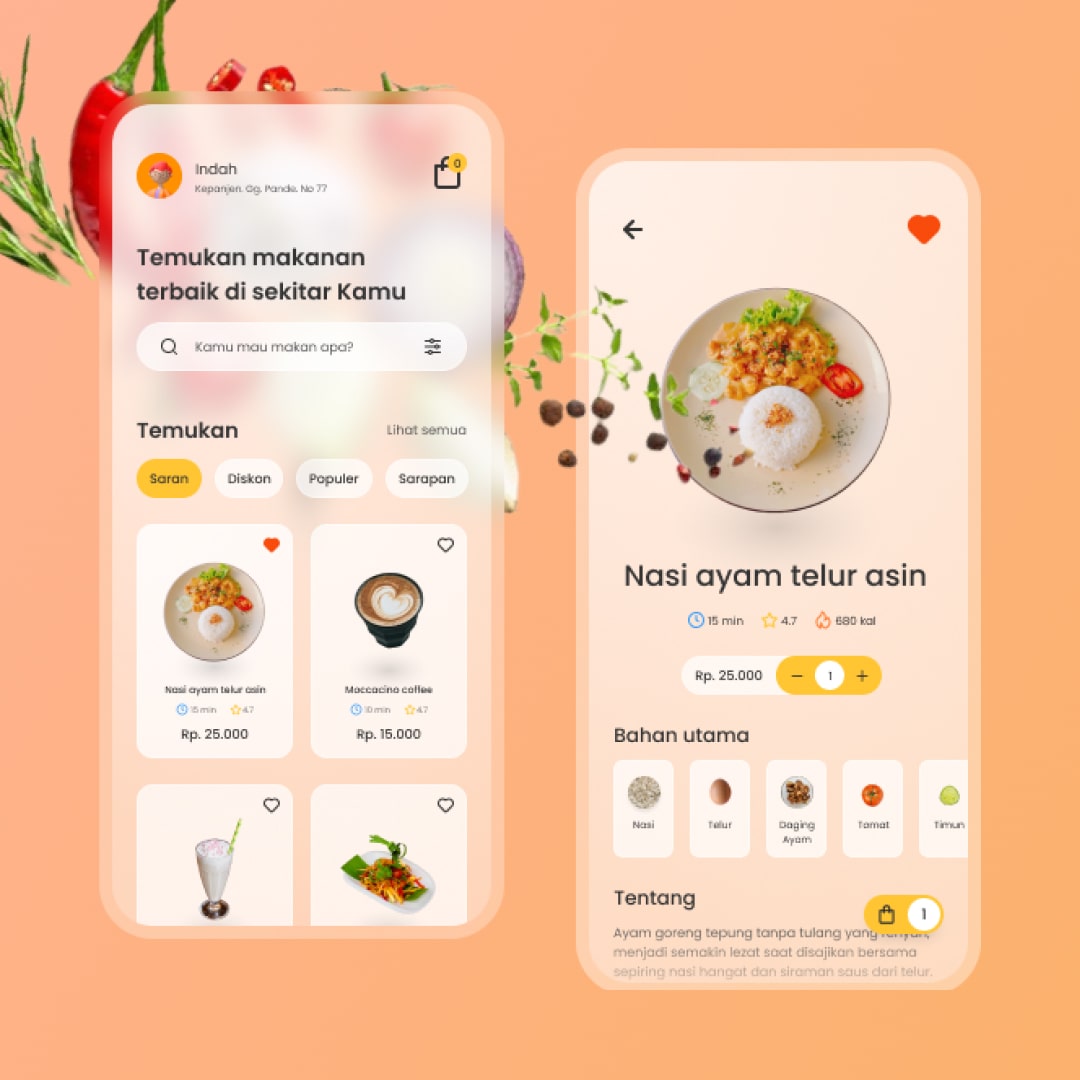 Indah
Kepanjen. Gg. Pande. No 77
0
Temukan makanan
terbaik di sekitar Kamu
Kamu mau makan apa?
Temukan
Lihat semua
Saran
Diskon
Populer
Sarapan
Nasi ayam telur asin
15 min
4.7
Rp. 25.000
Moccacino coffee
10 min
4.7
Rp. 15.000
Nasi ayam telur asin
15 min
4.7
680 kal
Rp. 25.000
1
Bahan utama
Nasi
Telur
Daging
Ayam
Tomat
Timun
Tentang
1
Ayam goreng tepung tanpa tulang yang renyah,
menjadi semakin lezat saat disajikan bersama
sepiring nasi hangat dan siraman saus dari telur.